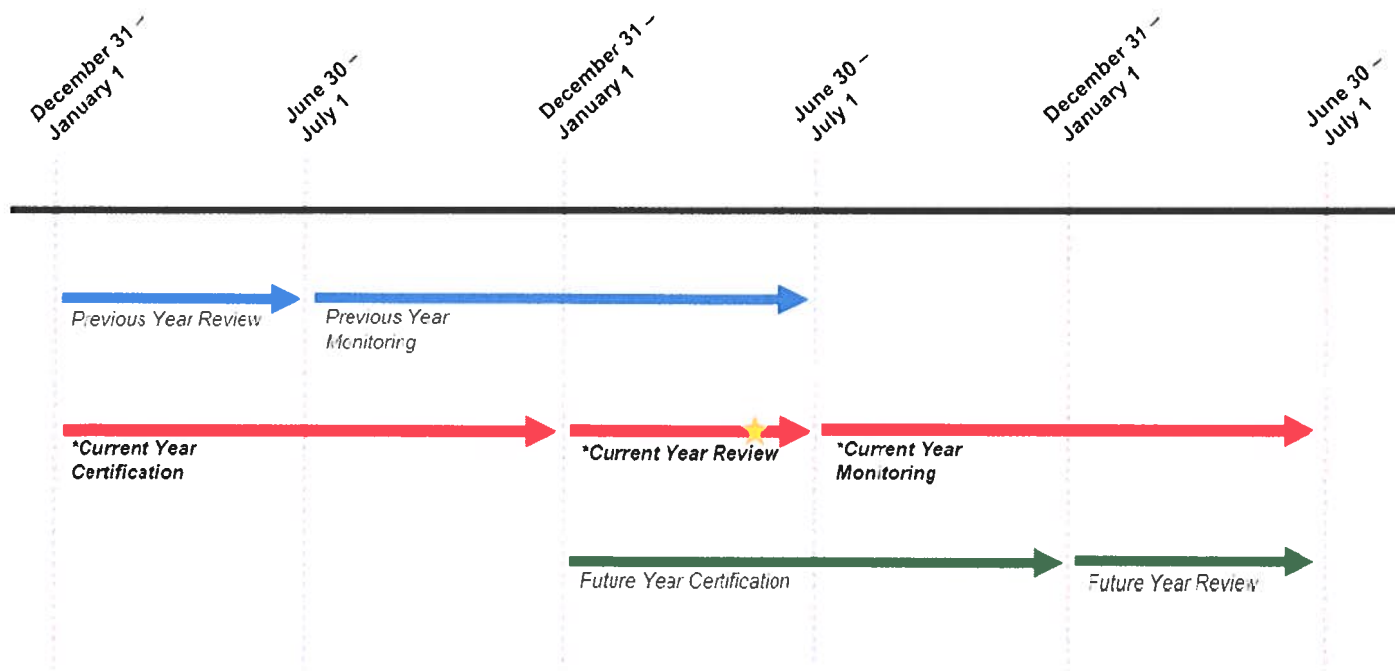 December 31 –
January 1
June 30 –
July 1
December 31 –
January 1
June 30 –
July 1
December 31 –
January 1
June 30 –
July 1
Previous Year Review
Previous Year
Monitoring
*Current Year
Certification
*Current Year Review
*Current Year
Monitoring
Future Year Certification
Future Year Review